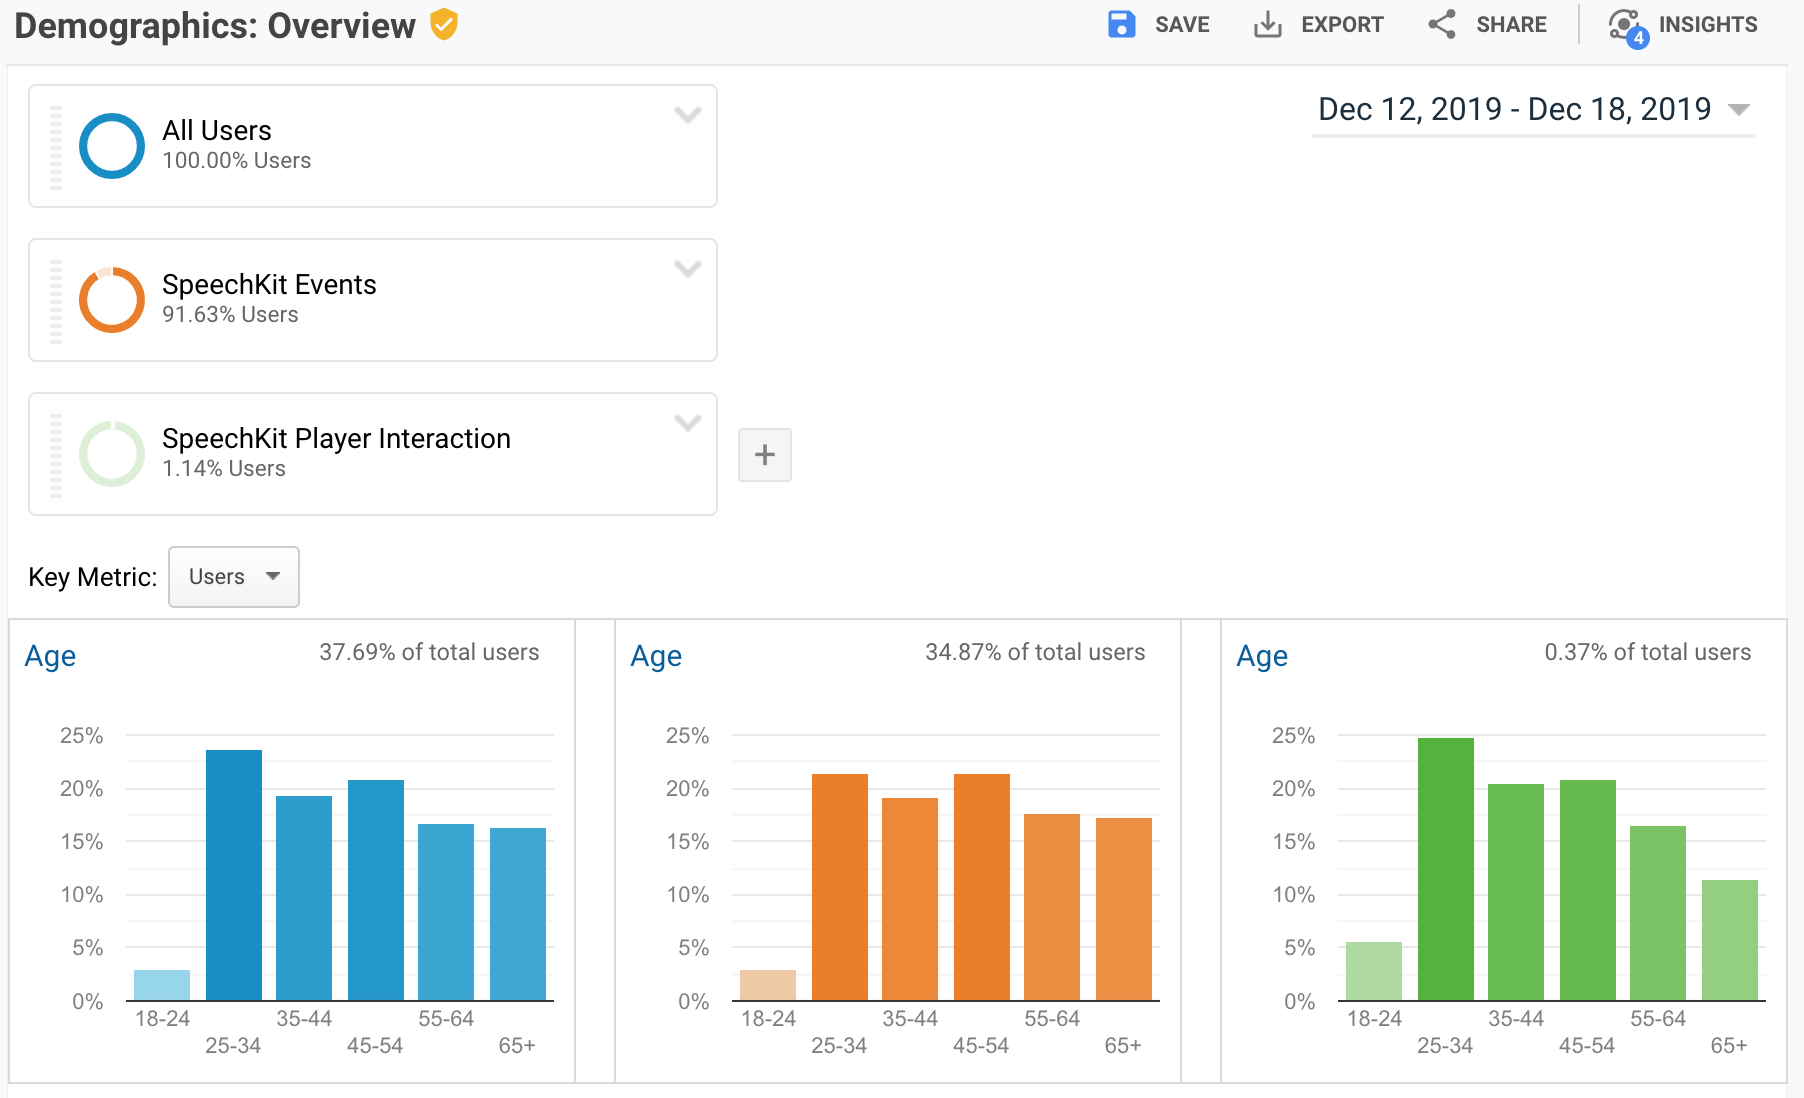 Demographics: Overview
SAVE
EXPORT
SHARE
4
INSIGHTS
All Users
100.00% Users
Dec 12, 2019 - Dec 18, 2019
SpeechKit Events
91.63% Users
SpeechKit Player Interaction
1.14% Users
+
Key Metric:
Users
Age
37.69% of total users
25%
20%
15%
10%
5%
0%
18-24
25-34
35-44
45-54
55-64
65+
Age
34.87% of total users
25%
20%
15%
10%
5%
0%
18-24
25-34
35-44
45-54
55-64
65+
Age
0.37% of total users
25%
20%
15%
10%
5%
0%
18-24
25-34
35-44
45-54
55-64
65+